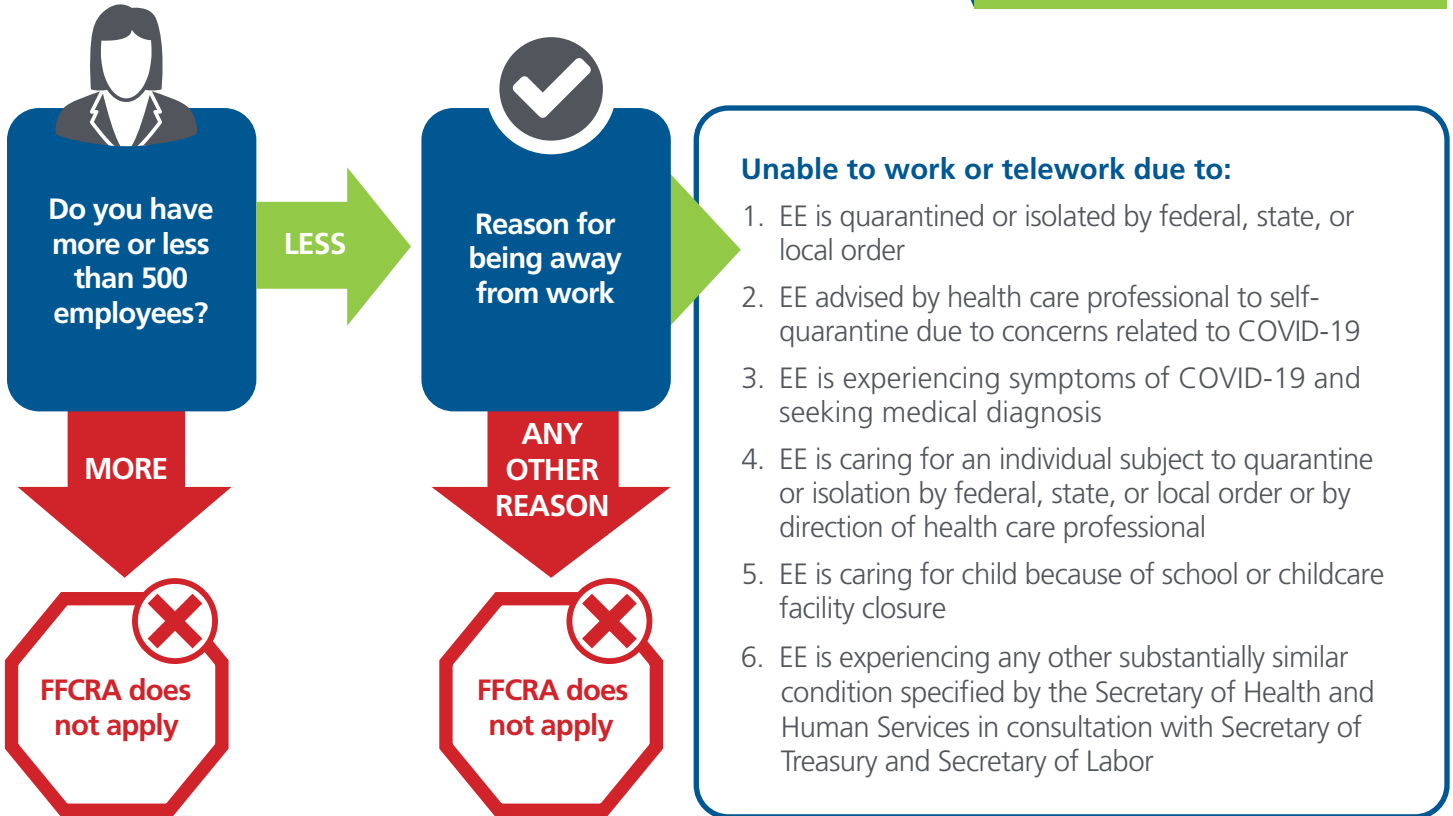 Do you have
more or less
than 500
employees?
LESS
MORE
FFCRA does
not apply
Reason for
being away
from work
ANY
OTHER
REASON
FFCRA does
not apply
Unable to work or telework due to:
1. EE is quarantined or isolated by federal, state, or
local order
2. EE advised by health care professional to self-
quarantine due to concerns related to COVID-19
3. EE is experiencing symptoms of COVID-19 and
seeking medical diagnosis
4. EE is caring for an individual subject to quarantine
or isolation by federal, state, or local order or by
direction of health care professional
5. EE is caring for child because of school or childcare
facility closure
6. EE is experiencing any other substantially similar
condition specified by the Secretary of Health and
Human Services in consultation with Secretary of
Treasury and Secretary of Labor